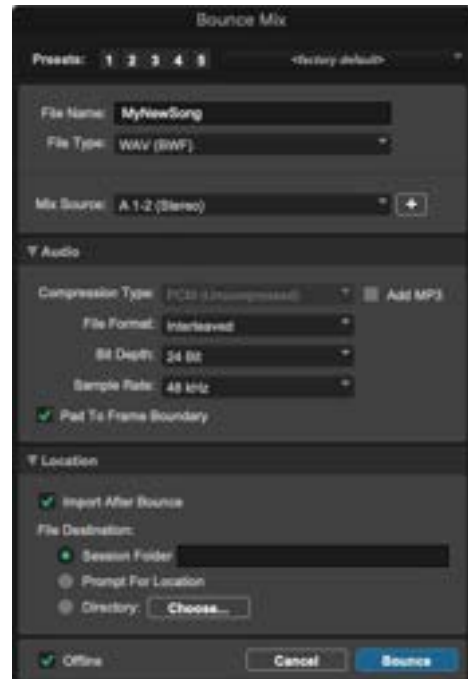 Bounce Mix
Presets: 1 2 3 4 5 <factory default>
File Name: MyNewSong
File Type: WAV (BWF)
Mix Source: A 1-2 (Stereo) +
Audio
Compression Type: PCM (Uncompressed) Add MP3
File Format: Interleaved
Bit Depth: 24 Bit
Sample Rate: 48 kHz
Pad To Frame Boundary
Location
Import After Bounce
File Destination:
Session Folder
Prompt For Location
Directory: Choose...
Offline Cancel Bounce